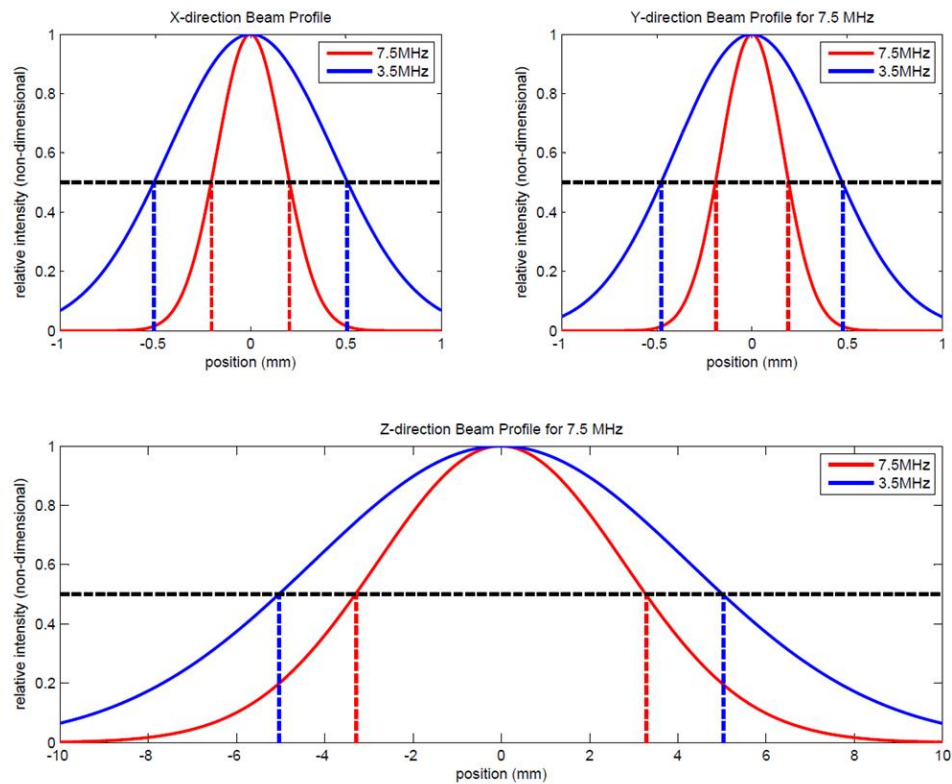 X-direction Beam Profile
relative intensity (non-dimensional)
1
0.8
0.6
0.4
0.2
0
7.5MHz
3.5MHz
-1
-0.5
0
0.5
1
position (mm)
Y-direction Beam Profile for 7.5 MHz
relative intensity (non-dimensional)
1
0.8
0.6
0.4
0.2
0
7.5MHz
3.5MHz
-1
-0.5
0
0.5
1
position (mm)
Z-direction Beam Profile for 7.5 MHz
relative intensity (non-dimensional)
1
0.8
0.6
0.4
0.2
0
7.5MHz
3.5MHz
-10
-8
-6
-4
-2
0
2
4
6
8
10
position (mm)